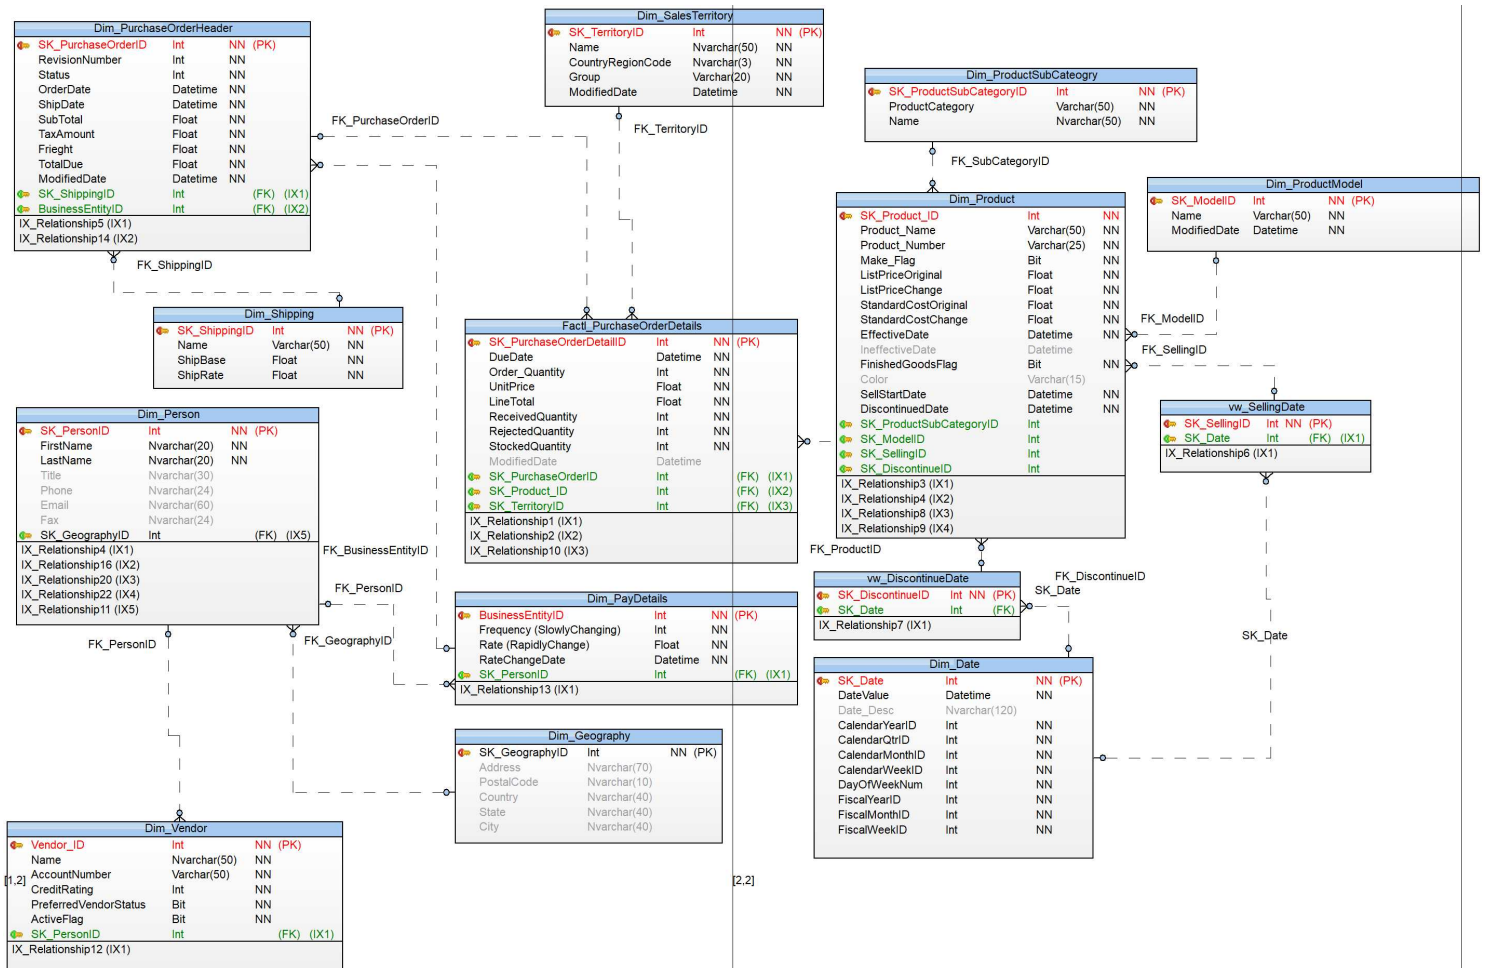 Dim_PurchaseOrderHeader
SK_PurchaseOrderID Int NN (PK)
RevisionNumber Int NN
Status Int NN
OrderDate Datetime NN
ShipDate Datetime NN
SubTotal Float NN
TaxAmount Float NN
Frieght Float NN
TotalDue Float NN
ModifiedDate Datetime NN
SK_ShippingID Int (FK) (IX1)
BusinessEntityID Int (FK) (IX2)
IX_Relationship5 (IX1)
IX_Relationship14 (IX2)
FK_PurchaseOrderID
Dim_SalesTerritory
SK_TerritoryID Int NN (PK)
Name Nvarchar(50) NN
CountryRegionCode Nvarchar(3) NN
Group Varchar(20) NN
ModifiedDate Datetime NN
FK_TerritoryID
Dim_ProductSubCateogry
SK_ProductSubCategoryID Int NN (PK)
ProductCategory Varchar(50) NN
Name Nvarchar(50) NN
FK_SubCategoryID
Dim_ProductModel
SK_ModelID Int NN (PK)
Name Varchar(50) NN
ModifiedDate Datetime NN
FK_ModelID
Dim_Product
SK_Product_ID Int NN
Product_Name Varchar(50) NN
Product_Number Varchar(25) NN
Make_Flag Bit NN
ListPriceOriginal Float NN
ListPriceChange Float NN
StandardCostOriginal Float NN
StandardCostChange Float NN
EffectiveDate Datetime NN
IneffectiveDate Datetime
FinishedGoodsFlag Bit NN
Color Varchar(15)
SellStartDate Datetime NN
DiscontinuedDate Datetime NN
SK_ProductSubCategoryID Int
SK_ModelID Int
SK_SellingID Int
SK_DiscontinueID Int
IX_Relationship3 (IX1)
IX_Relationship4 (IX2)
IX_Relationship8 (IX3)
IX_Relationship9 (IX4)
FK_SellingID
vw_SellingDate
SK_SellingID Int NN (PK)
SK_Date Int (FK) (IX1)
IX_Relationship6 (IX1)
FK_ShippingID
Dim_Shipping
SK_ShippingID Int NN (PK)
Name Varchar(50) NN
ShipBase Float NN
ShipRate Float NN
Factl_PurchaseOrderDetails
SK_PurchaseOrderDetailID Int NN (PK)
DueDate Datetime NN
Order_Quantity Int NN
UnitPrice Float NN
LineTotal Float NN
ReceivedQuantity Int NN
RejectedQuantity Int NN
StockedQuantity Int NN
ModifiedDate Datetime
SK_PurchaseOrderID Int (FK) (IX1)
SK_Product_ID Int (FK) (IX2)
SK_TerritoryID Int (FK) (IX3)
IX_Relationship1 (IX1)
IX_Relationship2 (IX2)
IX_Relationship10 (IX3)
FK_ProductID
Dim_Person
SK_PersonID Int NN (PK)
FirstName Nvarchar(20) NN
LastName Nvarchar(20) NN
Title Nvarchar(30)
Phone Nvarchar(24)
Email Nvarchar(60)
Fax Nvarchar(24)
SK_GeographyID Int (FK) (IX5)
IX_Relationship4 (IX1)
IX_Relationship16 (IX2)
IX_Relationship20 (IX3)
IX_Relationship22 (IX4)
IX_Relationship11 (IX5)
FK_BusinessEntityID
FK_PersonID
FK_GeographyID
FK_PersonID
vw_DiscontinueDate
SK_DiscontinueID Int NN (PK)
SK_Date Int (FK)
IX_Relationship7 (IX1)
FK_DiscontinueID
SK_Date
SK_Date
Dim_PayDetails
BusinessEntityID Int NN (PK)
Frequency (SlowlyChanging) Int NN
Rate (RapidlyChange) Float NN
RateChangeDate Datetime NN
SK_PersonID Int (FK) (IX1)
IX_Relationship13 (IX1)
Dim_Date
SK_Date Int NN (PK)
DateValue Datetime NN
Date_Desc Nvarchar(120)
CalendarYearID Int NN
CalendarQtrID Int NN
CalendarMonthID Int NN
CalendarWeekID Int NN
DayOfWeekNum Int NN
FiscalYearID Int NN
FiscalMonthID Int NN
FiscalWeekID Int NN
Dim_Geography
SK_GeographyID Int NN (PK)
Address Nvarchar(70)
PostalCode Nvarchar(10)
Country Nvarchar(40)
State Nvarchar(40)
City Nvarchar(40)
Dim_Vendor
Vendor_ID Int NN (PK)
Name Nvarchar(50) NN
AccountNumber Varchar(50) NN
CreditRating Int NN
PreferredVendorStatus Bit NN
ActiveFlag Bit NN
SK_PersonID Int (FK) (IX1)
IX_Relationship12 (IX1)
[1,2]
[2,2]